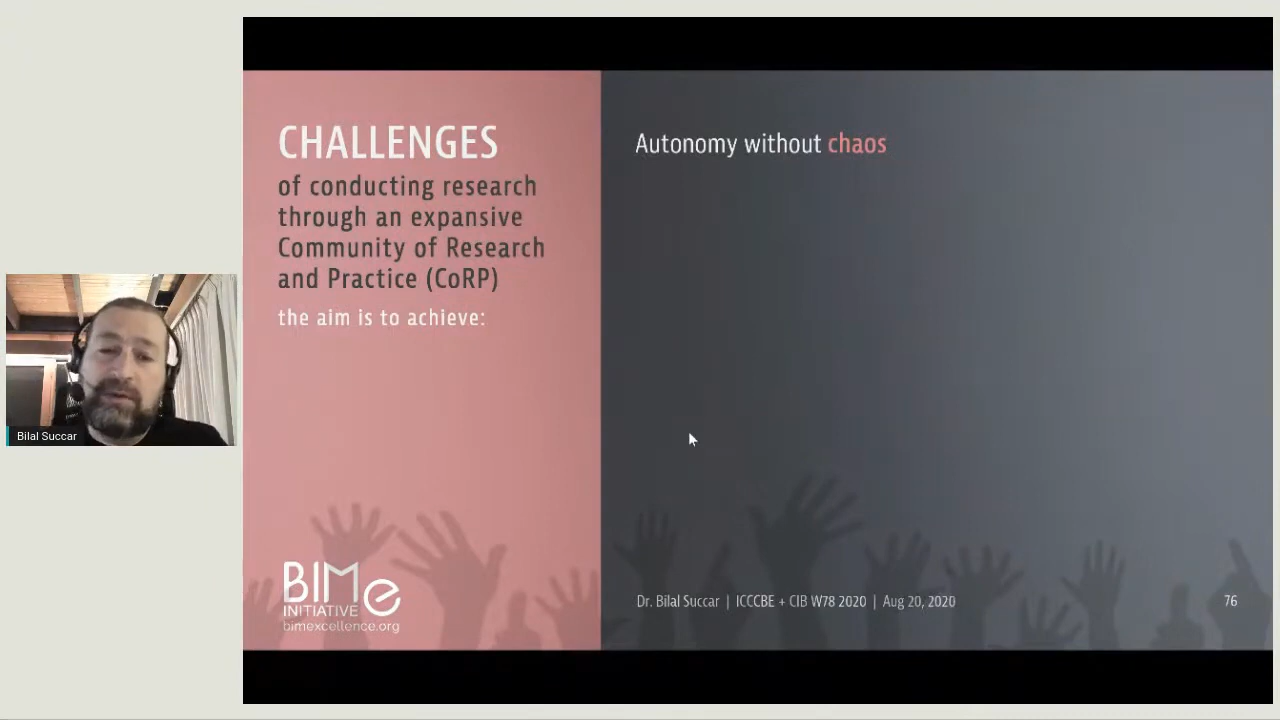 CHALLENGES
of conducting research
through an expansive
Community of Research
and Practice (CoRP)
the aim is to achieve:
Autonomy without chaos
Bilal Succar
BIMe
INITIATIVE
bimexcellence.org
Dr. Bilal Succar | ICCCBE + CIB W78 2020 | Aug 20, 2020
76